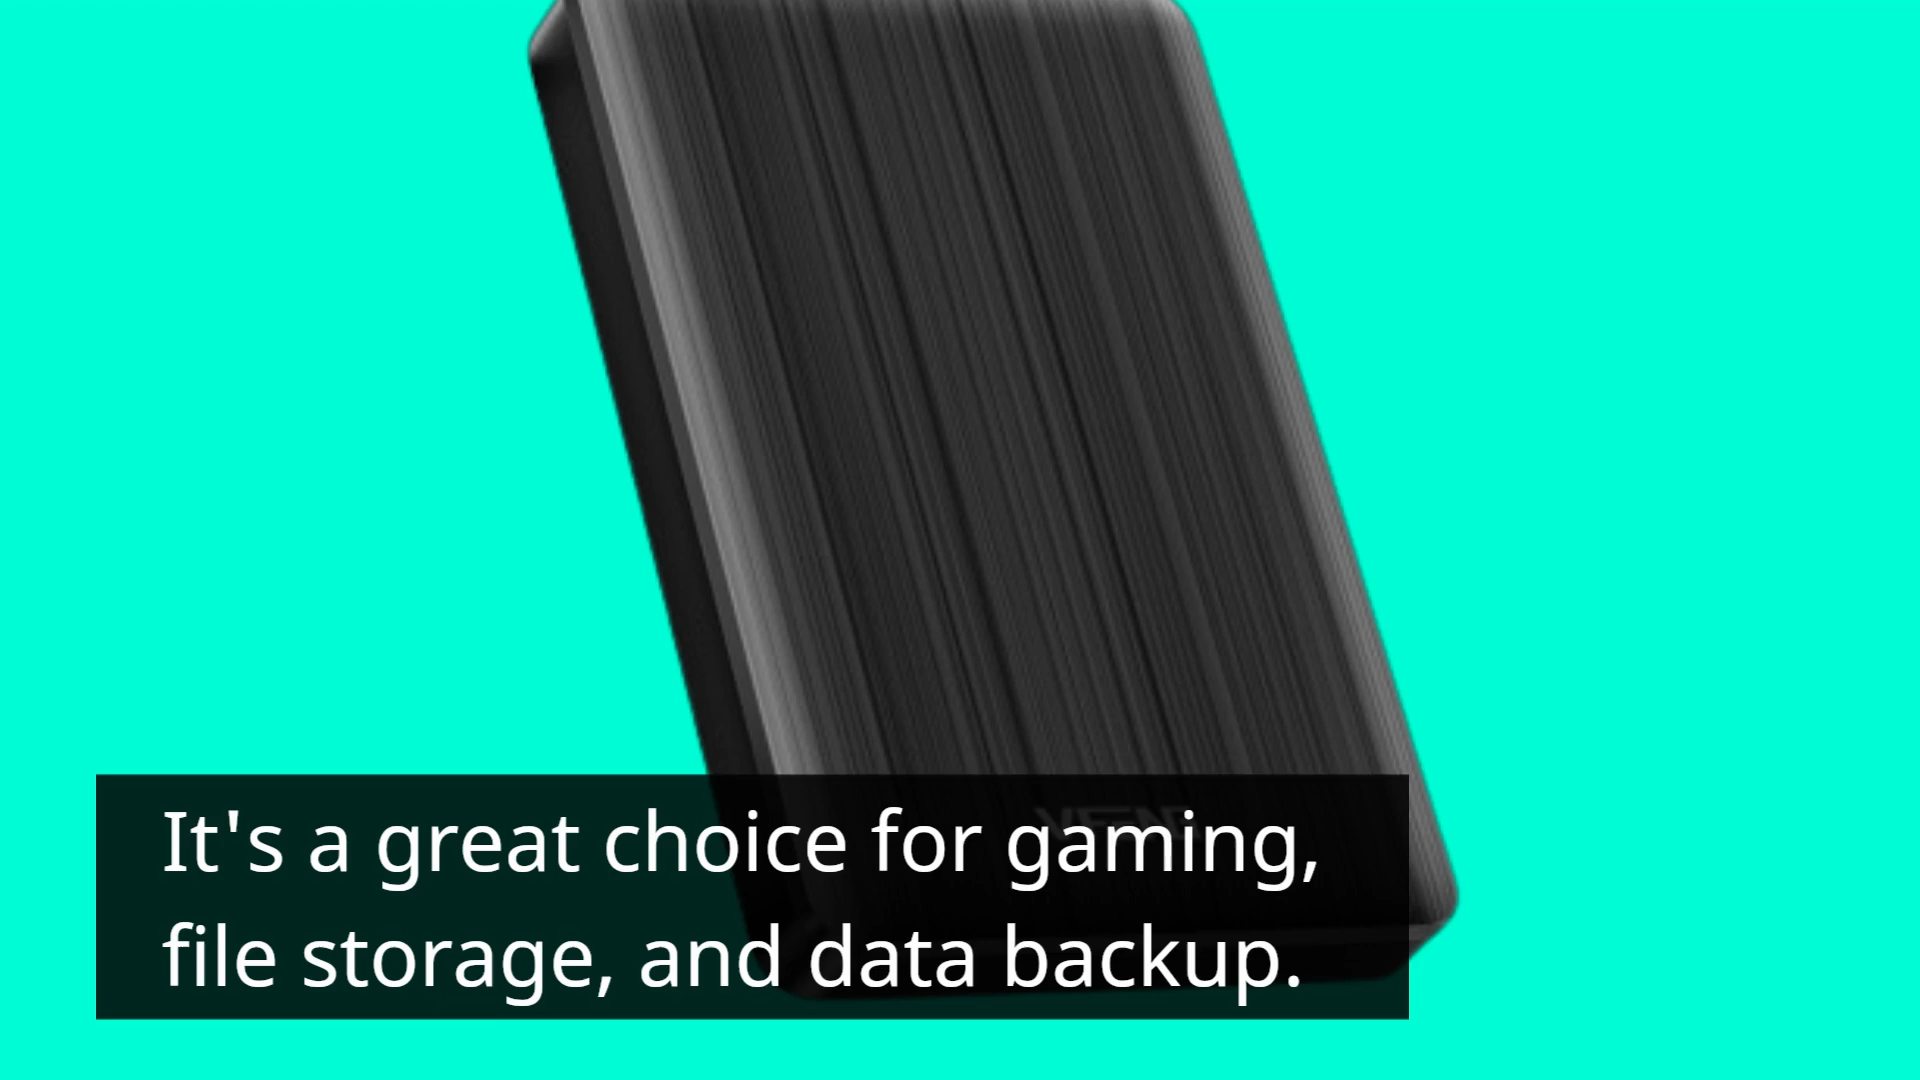 It's a great choice for gaming,
file storage, and data backup.